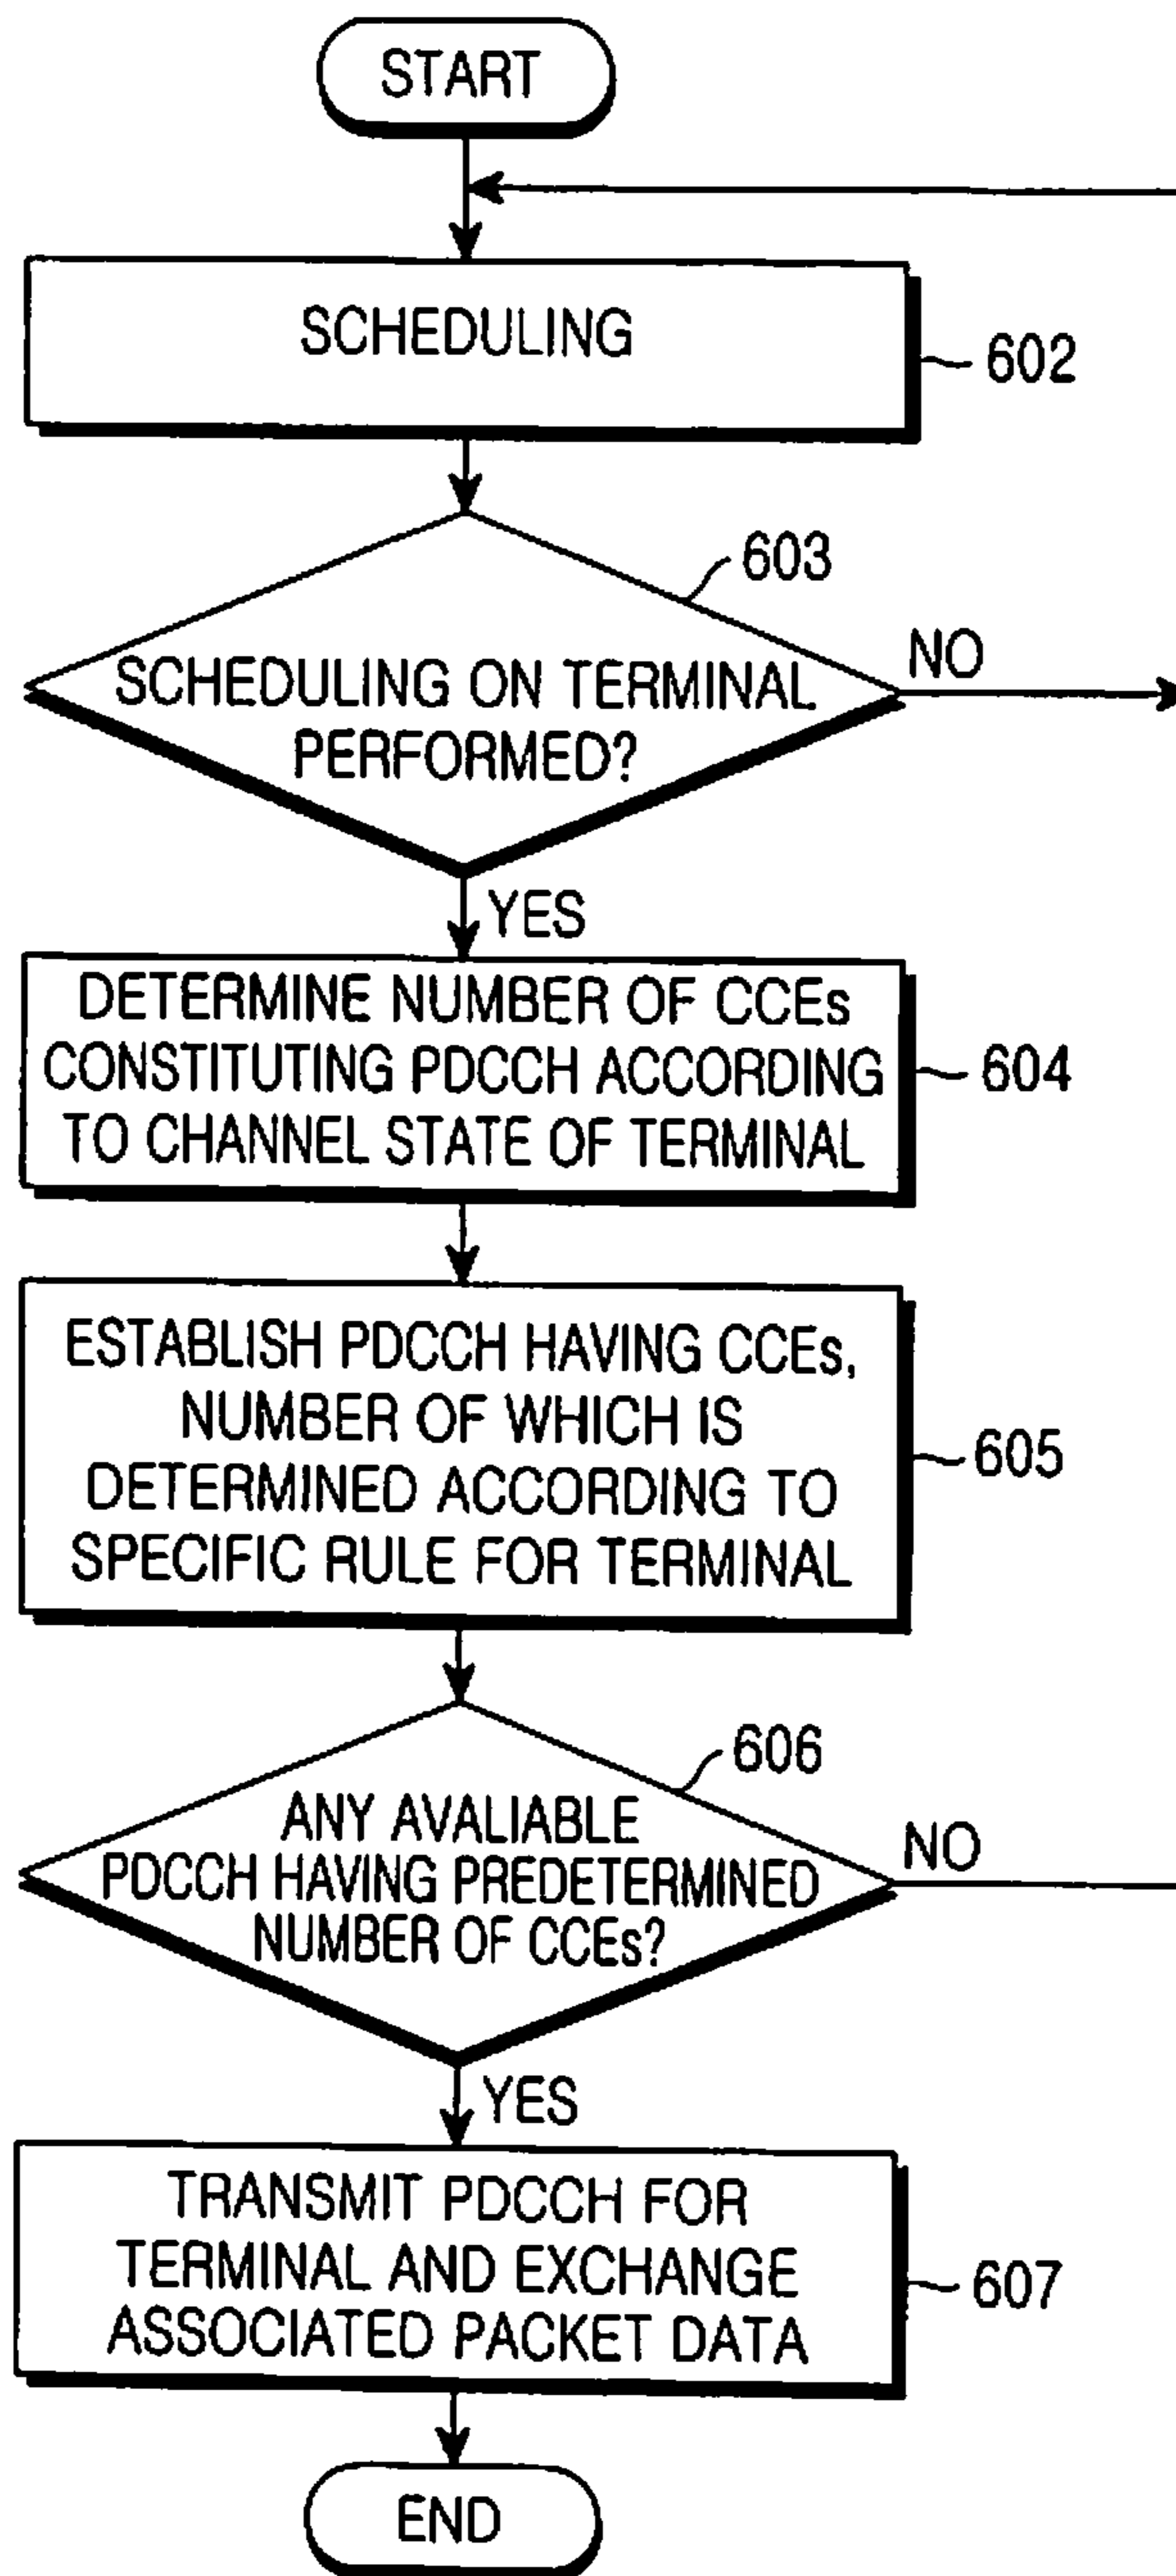 START
SCHEDULING
602
603
SCHEDULING ON TERMINAL
PERFORMED?
NO
YES
DETERMINE NUMBER OF CCEs
CONSTITUTING PDCCH ACCORDING
TO CHANNEL STATE OF TERMINAL
604
ESTABLISH PDCCH HAVING CCEs,
NUMBER OF WHICH IS
DETERMINED ACCORDING TO
SPECIFIC RULE FOR TERMINAL
605
606
ANY AVALIABLE
PDCCH HAVING PREDETERMINED
NUMBER OF CCEs?
NO
YES
TRANSMIT PDCCH FOR
TERMINAL AND EXCHANGE
ASSOCIATED PACKET DATA
607
END